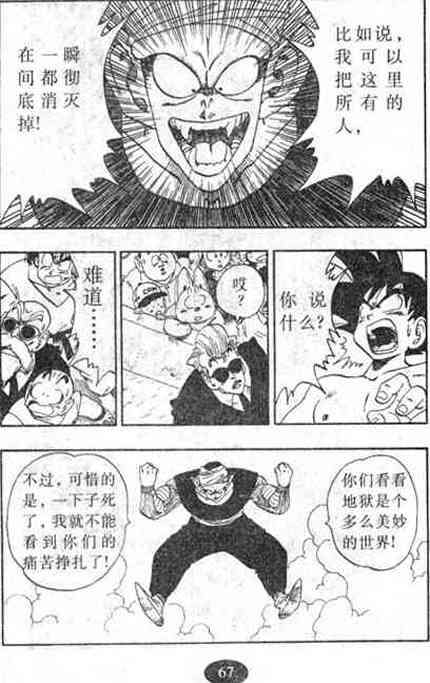 比如说，
我可以
把这里
所有的
人，
在一瞬
间都彻
底消灭
掉!
你说
什么?
哎?
难
道
……
你们看看
地狱是个
多么美妙
的世界!
不过，可惜的
是，一下子死
了，我就不能
看到你们的
痛苦挣扎了!
67